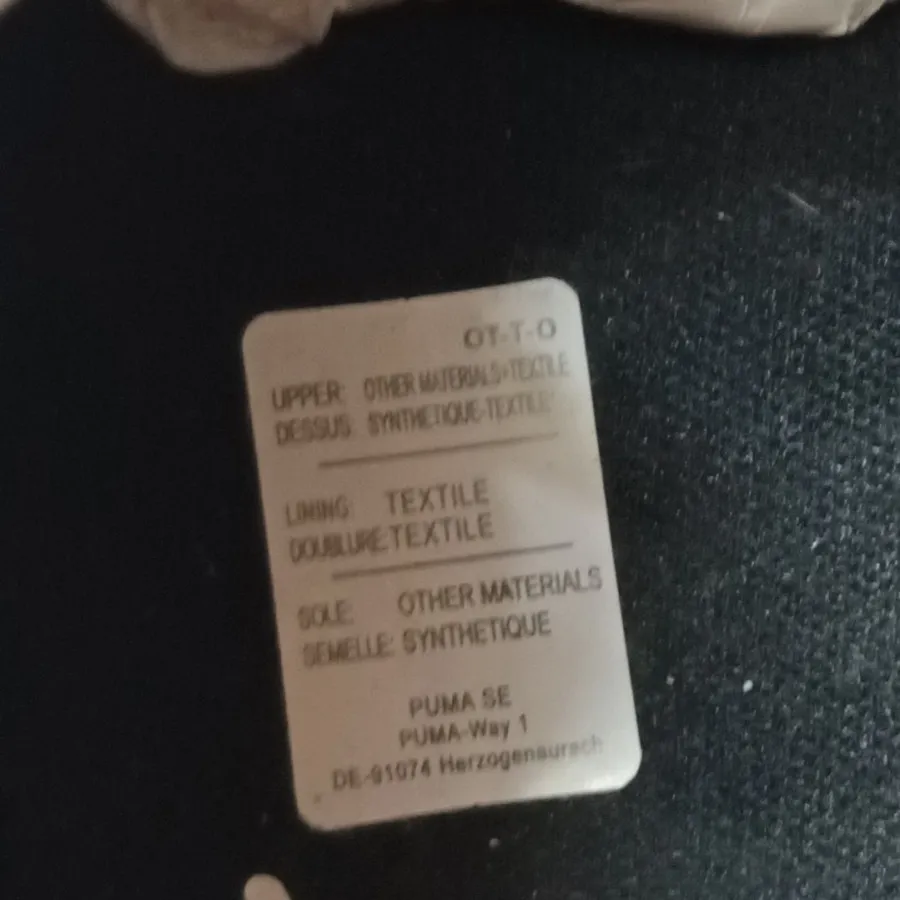 OT-T-O
UPPER: OTHER MATERIALS+TEXTILE
DESSUS: SYNTHETIQUE-TEXTILE
LINING: TEXTILE
DOUBLURE: TEXTILE
SOLE: OTHER MATERIALS
SEMELLE: SYNTHETIQUE
PUMA SE
PUMA-Way 1
DE-91074 Herzogenaurach